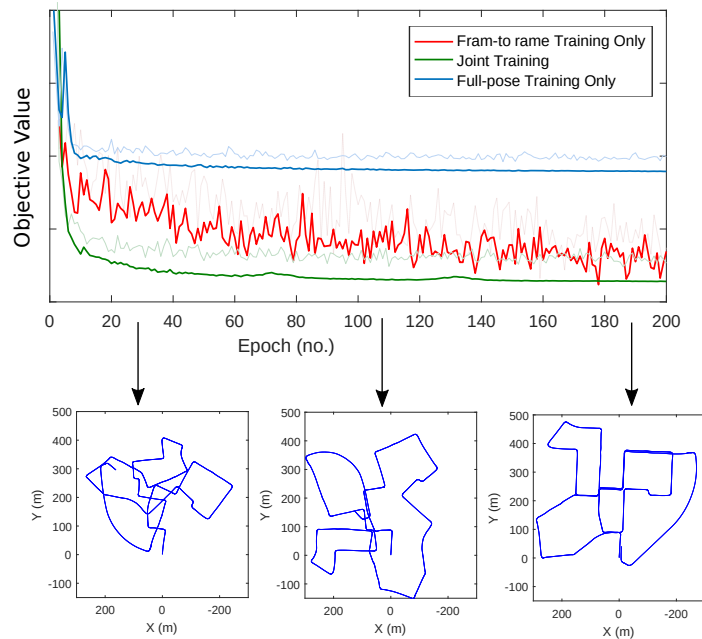 Fram-to rame Training Only
Joint Training
Full-pose Training Only
Objective Value
0 20 40 60 80 100 120 140 160 180 200
Epoch (no.)
500
400
300
200
100
0
-100
Y (m)
200 0 -200
X (m)
500
400
300
200
100
0
-100
Y (m)
200 0 -200
X (m)
500
400
300
200
100
0
-100
Y (m)
200 0 -200
X (m)